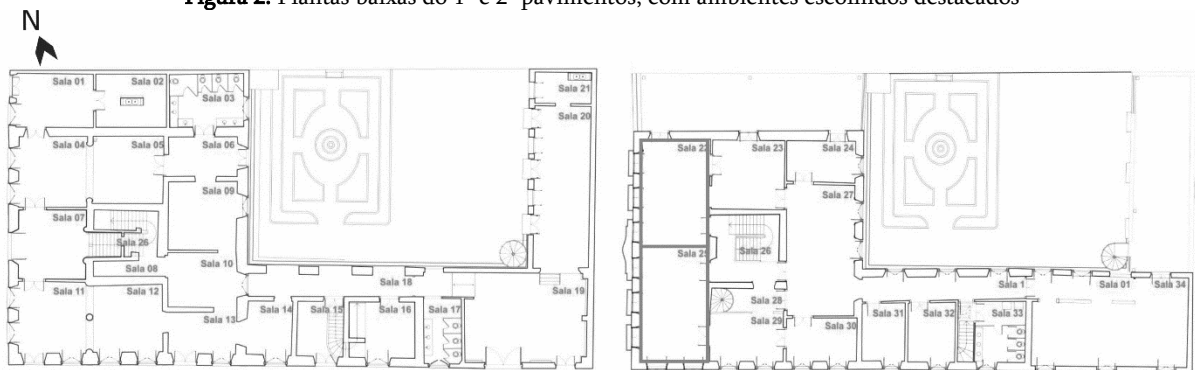 Figura 2. Plantas baixas do 1º e 2º pavimentos, com ambientes escolhidos destacados
N
Sala 01
Sala 02
Sala 03
Sala 04
Sala 05
Sala 06
Sala 07
Sala 26
Sala 08
Sala 09
Sala 10
Sala 11
Sala 12
Sala 13
Sala 14
Sala 15
Sala 16
Sala 17
Sala 18
Sala 19
Sala 20
Sala 21
Sala 22
Sala 23
Sala 24
Sala 25
Sala 26
Sala 27
Sala 28
Sala 29
Sala 30
Sala 31
Sala 32
Sala 33
Sala 1
Sala 01
Sala 34